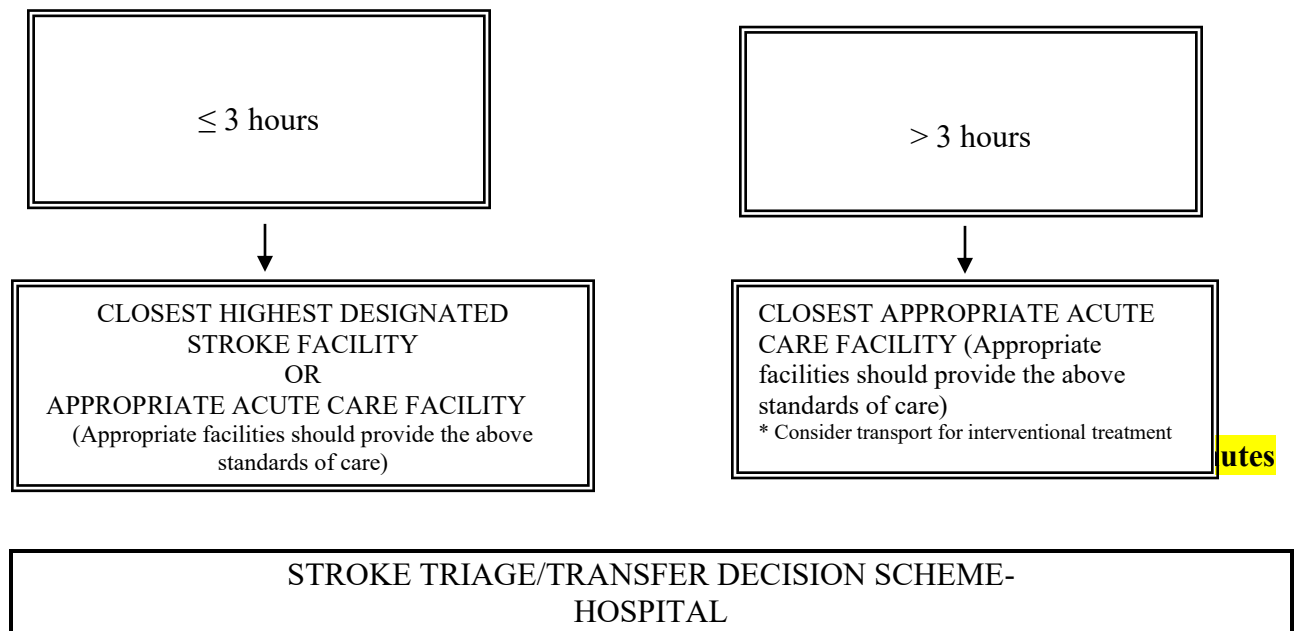 ≤ 3 hours
> 3 hours
CLOSEST HIGHEST DESIGNATED
STROKE FACILITY
OR
APPROPRIATE ACUTE CARE FACILITY
(Appropriate facilities should provide the above
standards of care)
CLOSEST APPROPRIATE ACUTE
CARE FACILITY (Appropriate
facilities should provide the above
standards of care)
* Consider transport for interventional treatment
utes
STROKE TRIAGE/TRANSFER DECISION SCHEME-
HOSPITAL